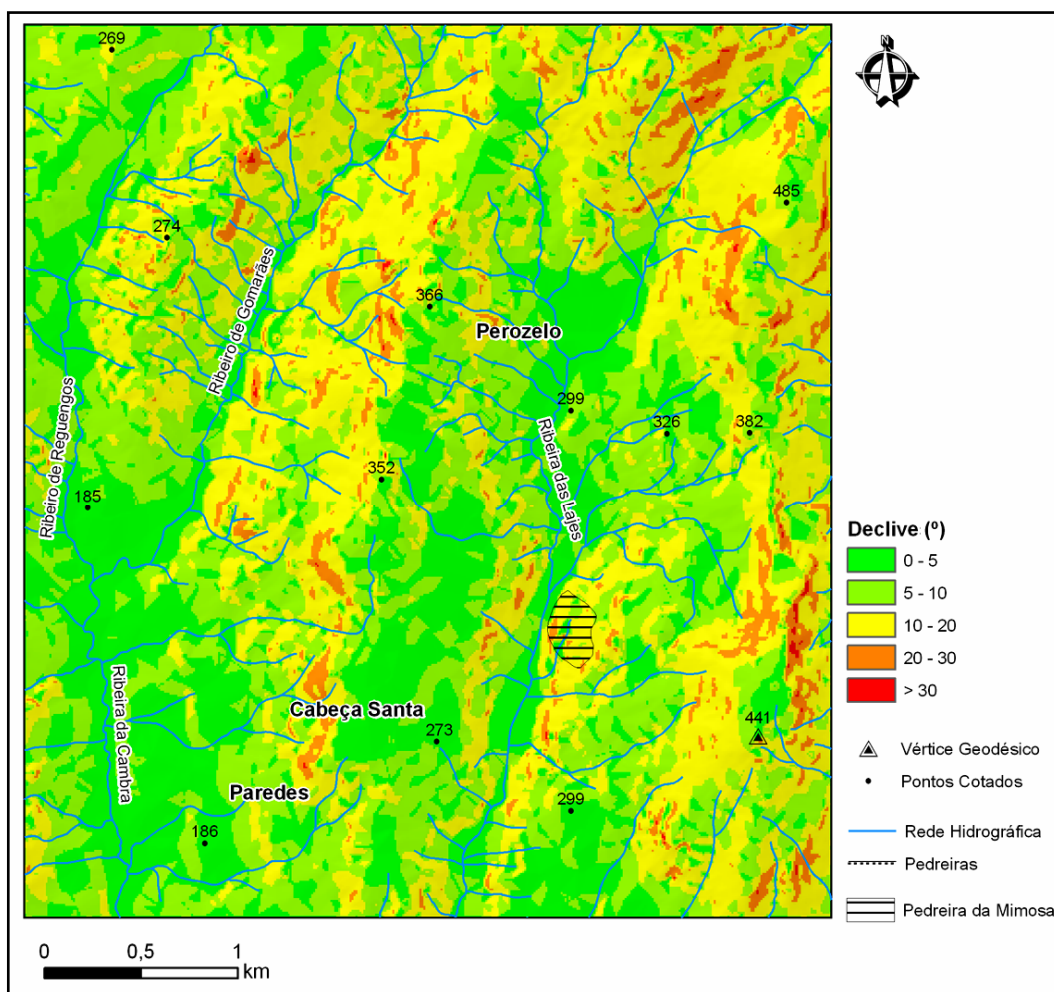 N
269
485
274
Ribeiro de Gomarães
366
Perozelo
299
326
382
Ribeira das Lajes
Ribeiro de Reguengos
352
185
Declive (º)
0 - 5
5 - 10
10 - 20
20 - 30
> 30
Ribeira da Cambra
Cabeça Santa
273
441
Paredes
299
186
Vértice Geodésico
Pontos Cotados
Rede Hidrográfica
Pedreiras
Pedreira da Mimosa
0 0,5 1
km